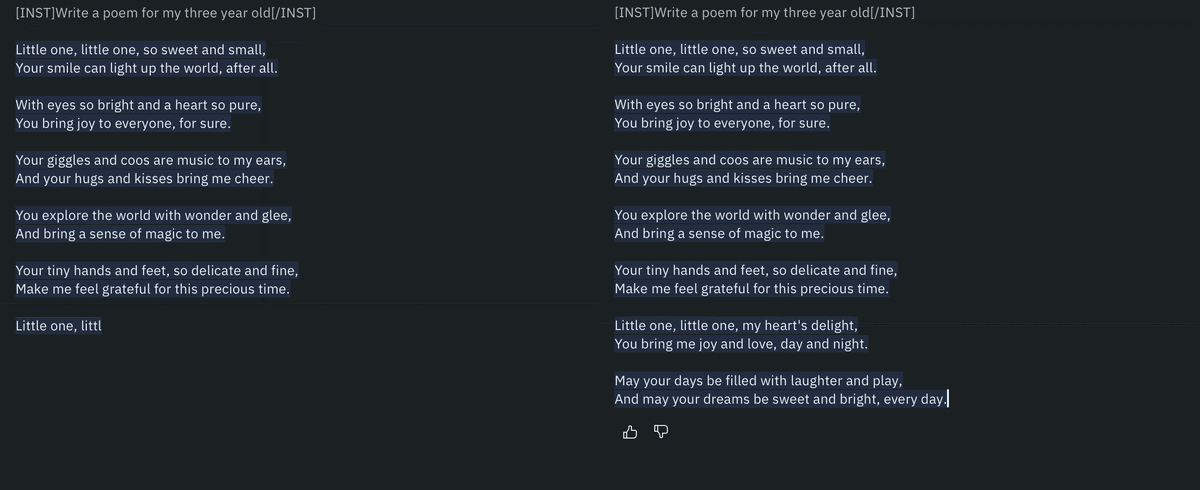 [INST]Write a poem for my three year old[/INST]
Little one, little one, so sweet and small,
Your smile can light up the world, after all.
With eyes so bright and a heart so pure,
You bring joy to everyone, for sure.
Your giggles and coos are music to my ears,
And your hugs and kisses bring me cheer.
You explore the world with wonder and glee,
And bring a sense of magic to me.
Your tiny hands and feet, so delicate and fine,
Make me feel grateful for this precious time.
Little one, littl
[INST]Write a poem for my three year old[/INST]
Little one, little one, so sweet and small,
Your smile can light up the world, after all.
With eyes so bright and a heart so pure,
You bring joy to everyone, for sure.
Your giggles and coos are music to my ears,
And your hugs and kisses bring me cheer.
You explore the world with wonder and glee,
And bring a sense of magic to me.
Your tiny hands and feet, so delicate and fine,
Make me feel grateful for this precious time.
Little one, little one, my heart's delight,
You bring me joy and love, day and night.
May your days be filled with laughter and play,
And may your dreams be sweet and bright, every day.